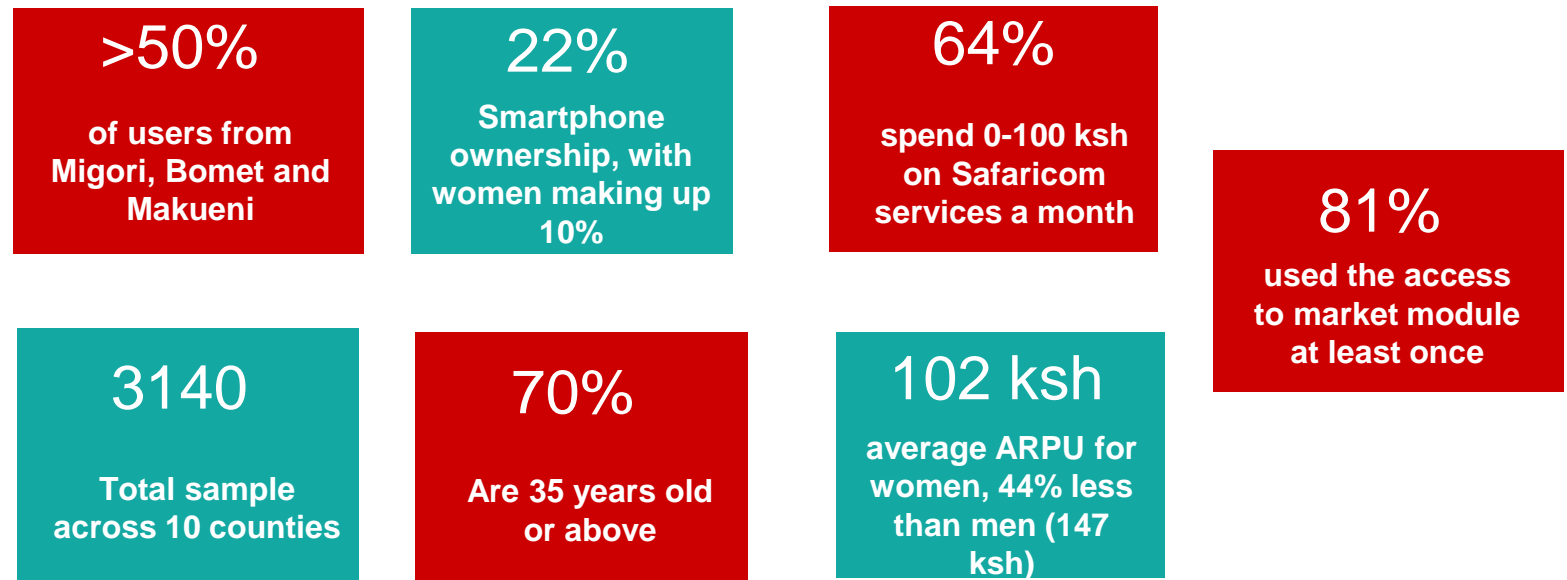 >50%
of users from
Migori, Bomet and
Makueni
22%
Smartphone
ownership, with
women making up
10%
64%
spend 0-100 ksh
on Safaricom
services a month
81%
used the access
to market module
at least once
3140
Total sample
across 10 counties
70%
Are 35 years old
or above
102 ksh
average ARPU for
women, 44% less
than men (147
ksh)